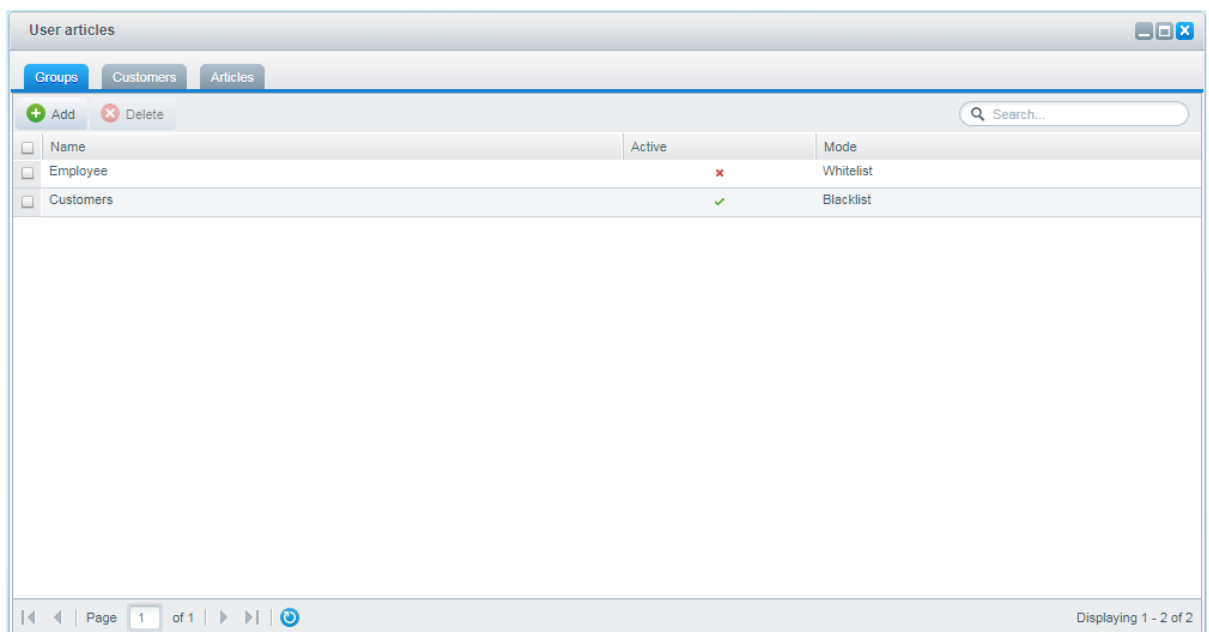 User articles
Groups Customers Articles
Add Delete Search...
Name Active Mode
Employee Whitelist
Customers Blacklist
Page 1 of 1 Displaying 1 - 2 of 2